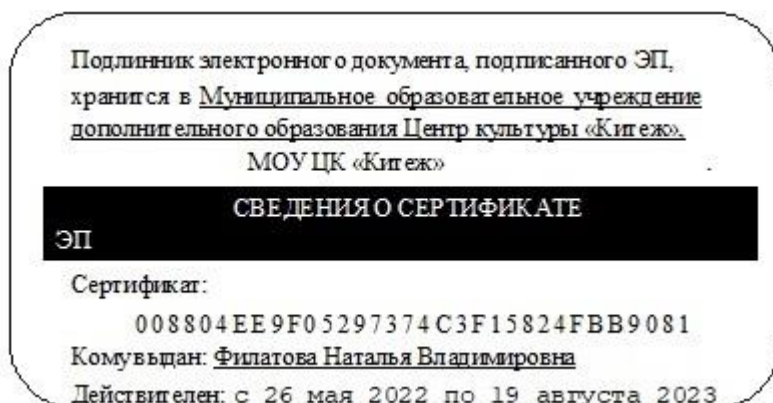 Подлинник электронного документа, подписанного ЭП,
хранится в Муниципальное образовательное учреждение
дополнительного образования Центр культуры «Китеж».
МОУ ЦК «Китеж» .
СВЕДЕНИЯ О СЕРТИФИКАТЕ
ЭП
Сертификат:
008804EE9F05297374C3F15824FBB9081
Кому выдан: Филатова Наталья Владимировна
Действителен: с 26 мая 2022 по 19 августа 2023